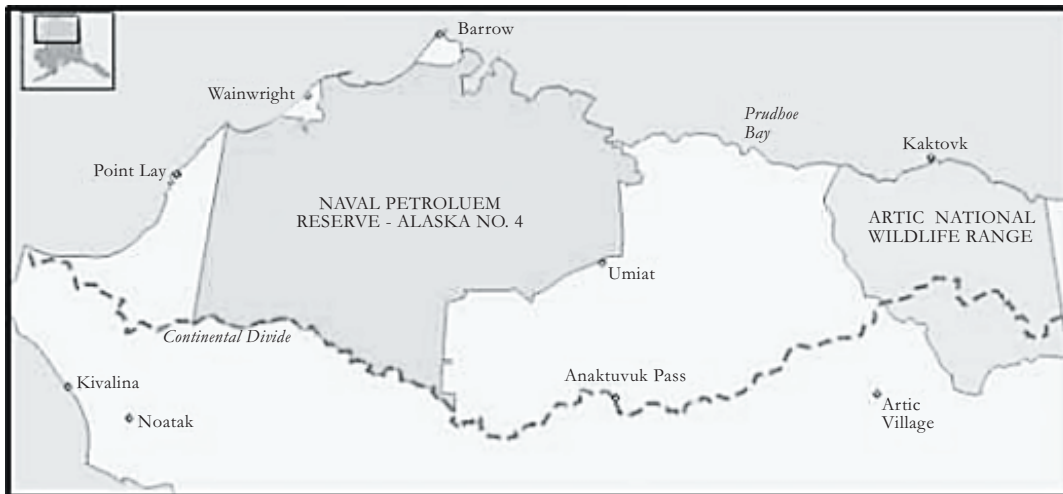 Barrow
Wainwright
Prudhoe
Bay
Kaktovk
Point Lay
NAVAL PETROLUEM
RESERVE - ALASKA NO. 4
ARTIC NATIONAL
WILDLIFE RANGE
Umiat
Continental Divide
Kivalina
Anaktuvuk Pass
Noatak
Artic
Village